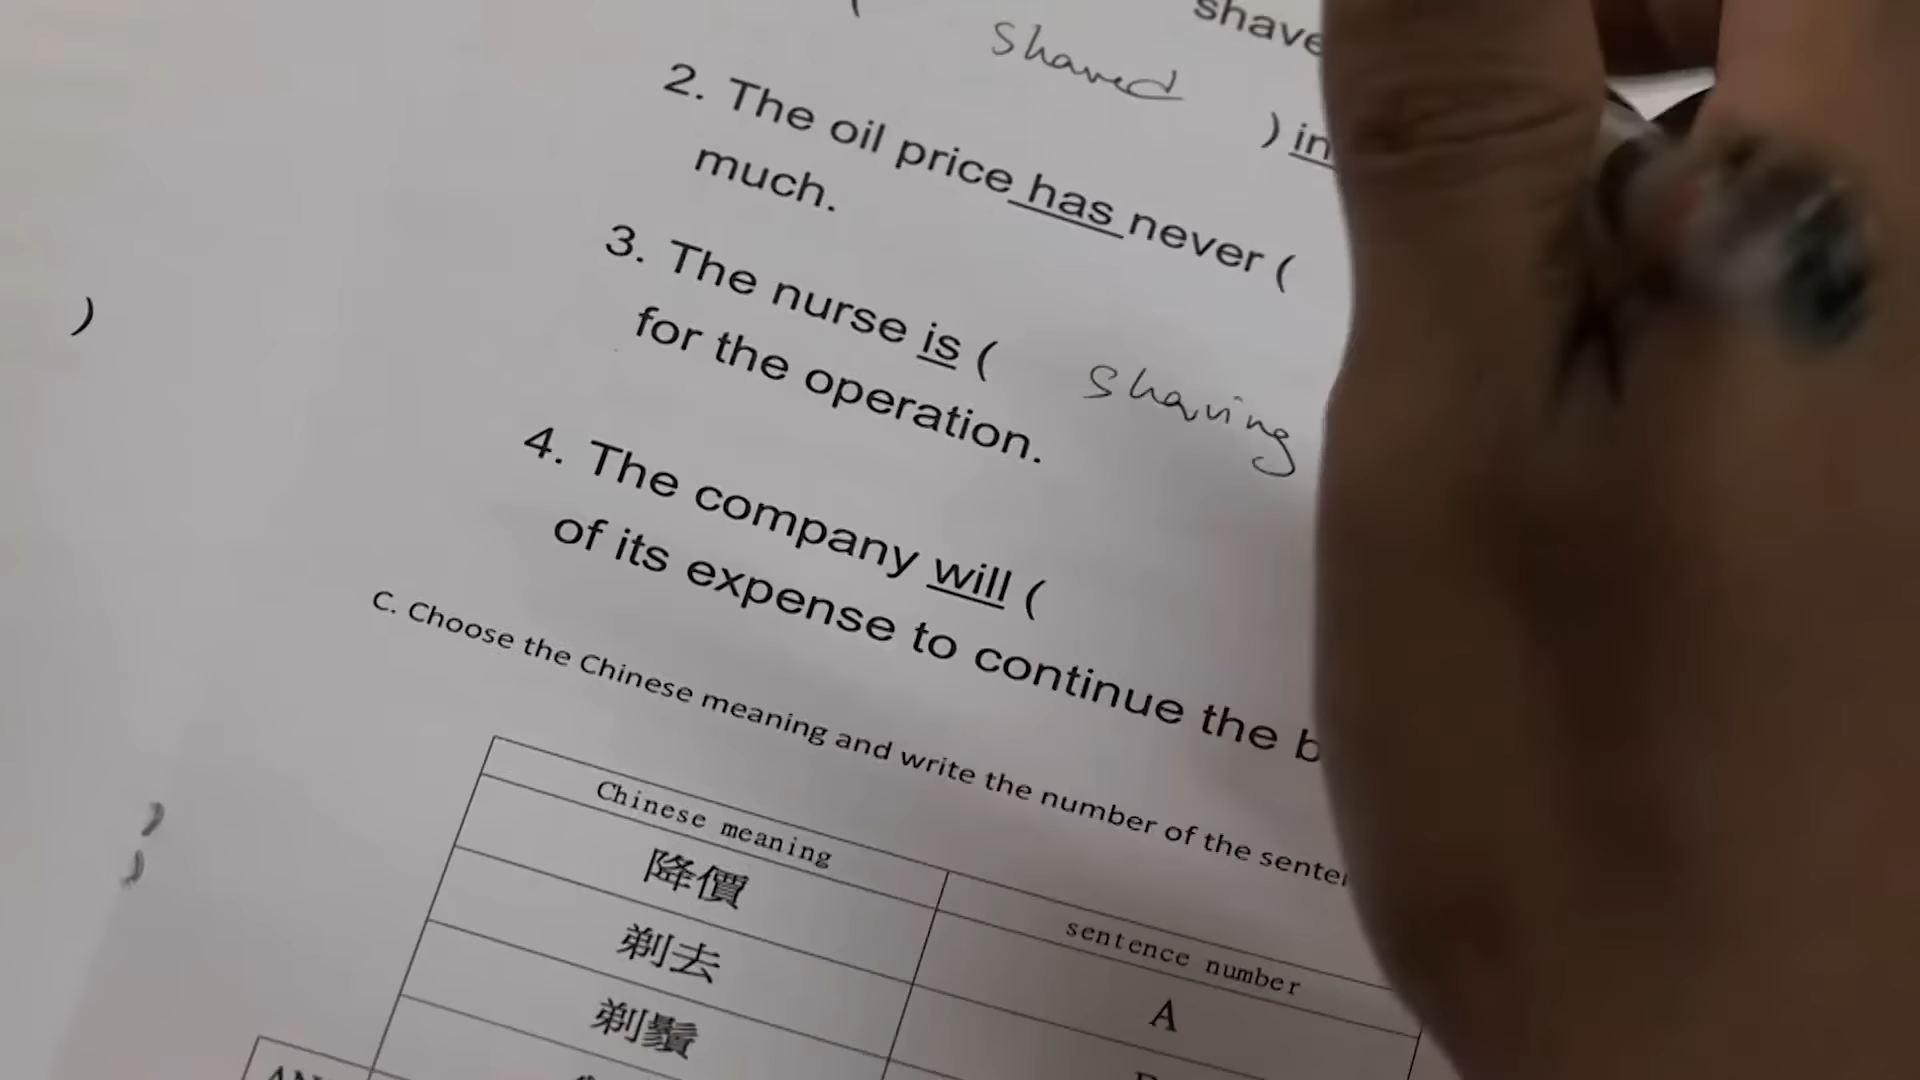 shave
shaved
) in
2. The oil price has never (
much.
3. The nurse is ( shaving
for the operation.
4. The company will (
of its expense to continue the b
C. Choose the Chinese meaning and write the number of the senten
Chinese meaning
sentence number
降價
A
剃去
剃鬚
)
)
)